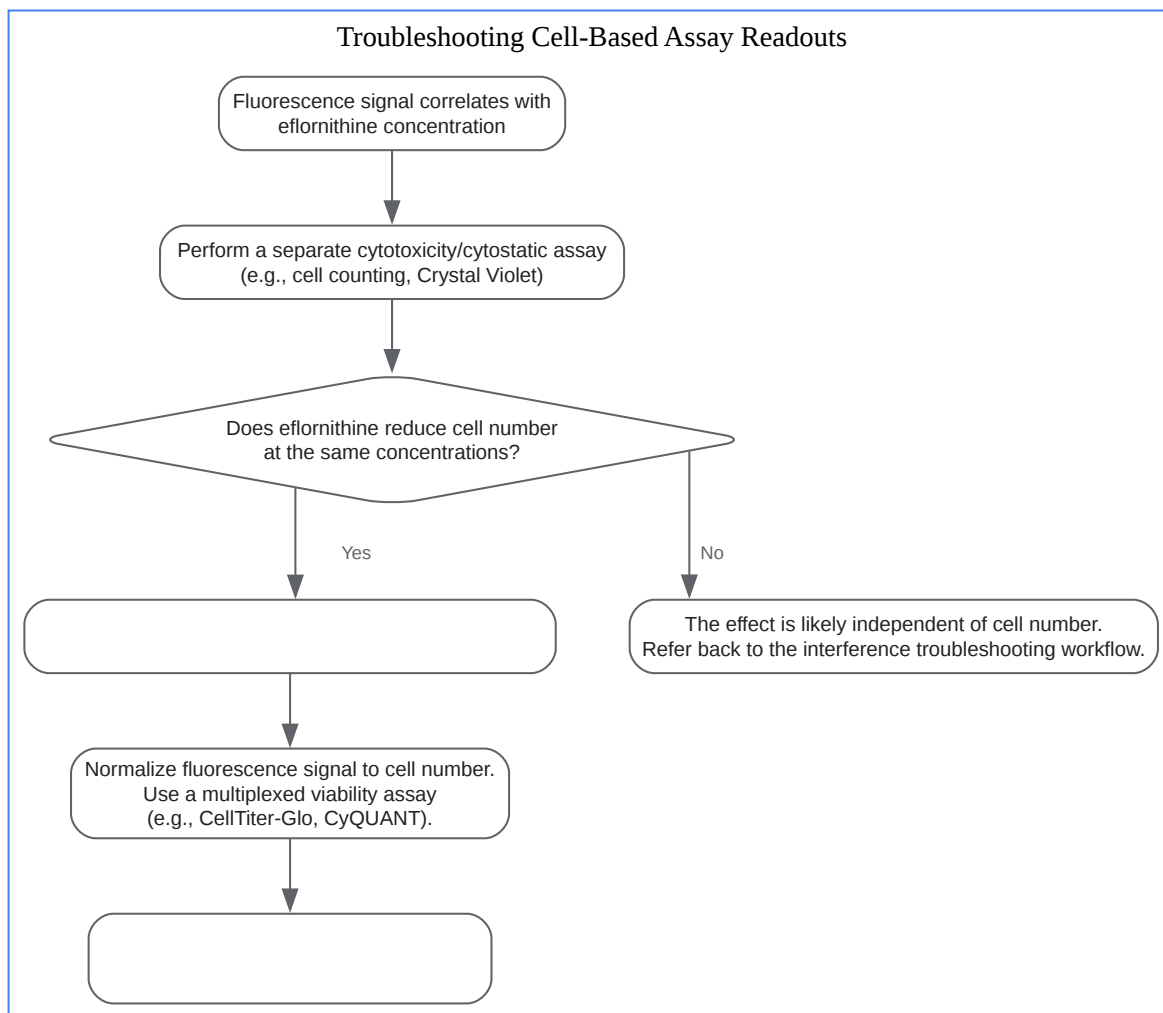 Troubleshooting Cell-Based Assay Readouts
Fluorescence signal correlates with
eflornithine concentration
Perform a separate cytotoxicity/cytostatic assay
(e.g., cell counting, Crystal Violet)
Does eflornithine reduce cell number
at the same concentrations?
Yes
No
The effect is likely independent of cell number.
Refer back to the interference troubleshooting workflow.
Normalize fluorescence signal to cell number.
Use a multiplexed viability assay
(e.g., CellTiter-Glo, CyQUANT).